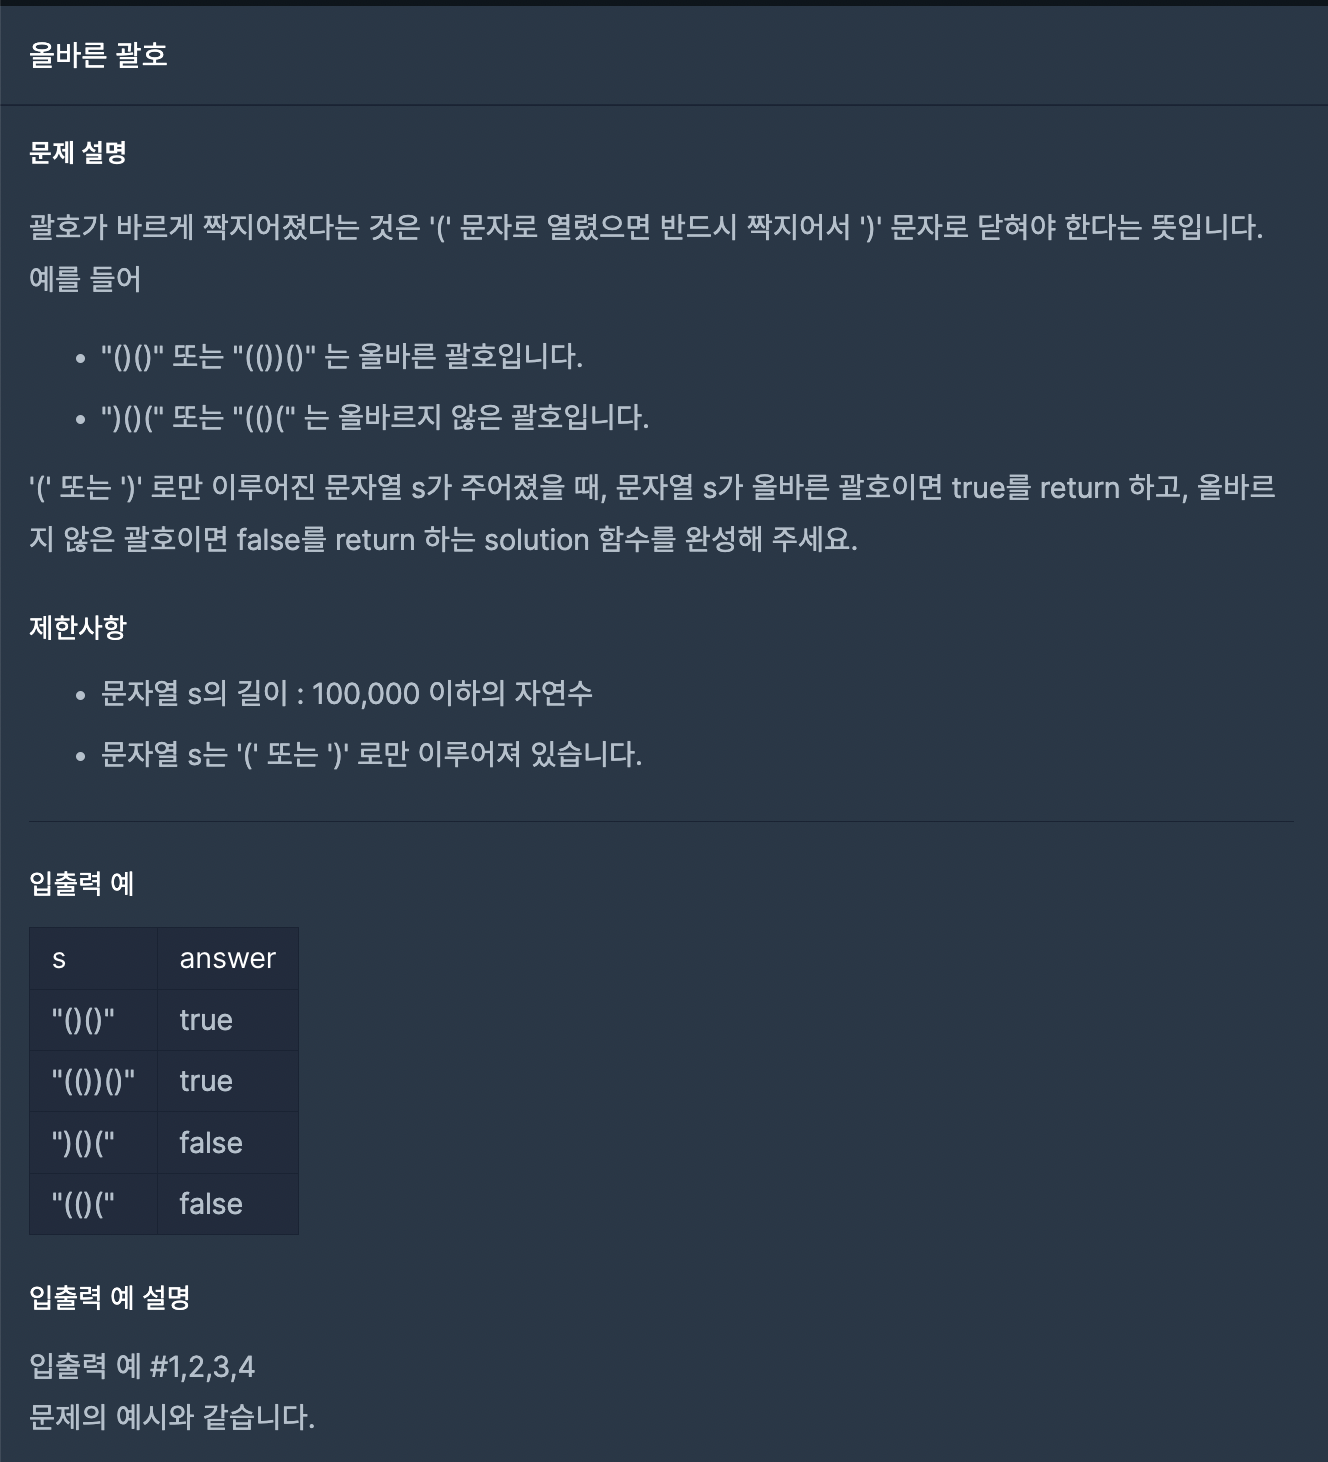 올바른 괄호
문제 설명
괄호가 바르게 짝지어졌다는 것은 '(' 문자로 열렸으면 반드시 짝지어서 ')' 문자로 닫혀야 한다는 뜻입니다.
예를 들어
• "()()" 또는 "(())()" 는 올바른 괄호입니다.
• ")()(" 또는 "(()(" 는 올바르지 않은 괄호입니다.
'(' 또는 ')' 로만 이루어진 문자열 s가 주어졌을 때, 문자열 s가 올바른 괄호이면 true를 return 하고, 올바르
지 않은 괄호이면 false를 return 하는 solution 함수를 완성해 주세요.
제한사항
• 문자열 s의 길이 : 100,000 이하의 자연수
• 문자열 s는 '(' 또는 ')' 로만 이루어져 있습니다.
입출력 예
s answer
"()()" true
"(())()" true
")()(" false
"(()(" false
입출력 예 설명
입출력 예 #1,2,3,4
문제의 예시와 같습니다.